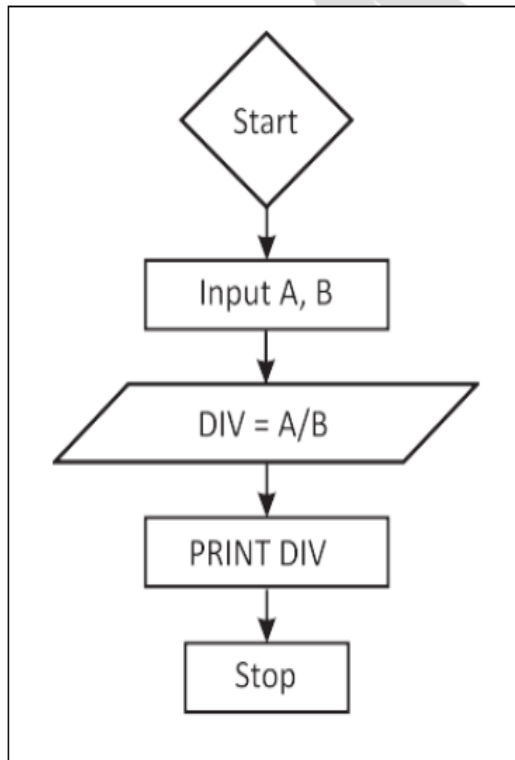 Start
Input A, B
DIV = A/B
PRINT DIV
Stop